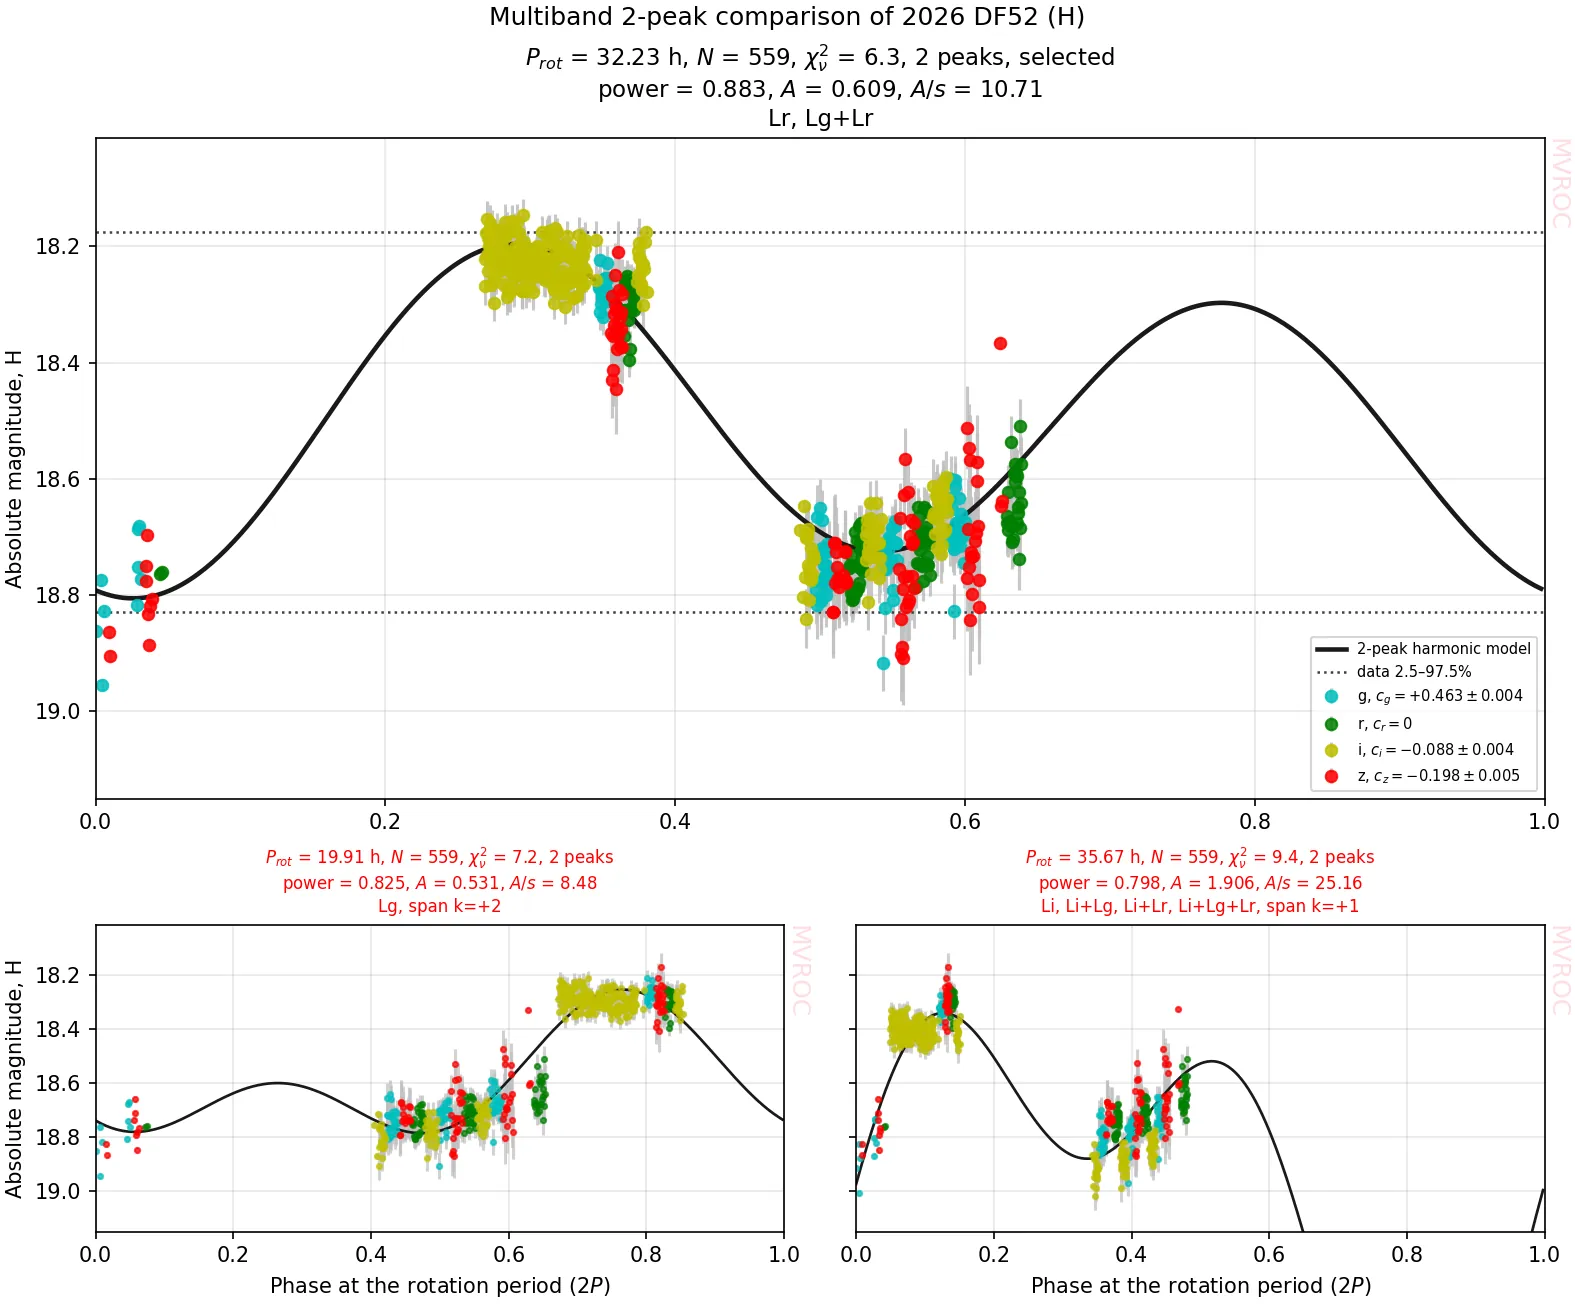 Multiband 2-peak comparison of 2026 DF52 (H)
P_rot = 32.23 h, N = 559, χ²_ν = 6.3, 2 peaks, selected
power = 0.883, A = 0.609, A/s = 10.71
Lr, Lg+Lr
MVROC
Absolute magnitude, H
18.2
18.4
18.6
18.8
19.0
2-peak harmonic model
data 2.5–97.5%
g, c_g = +0.463 ± 0.004
r, c_r = 0
i, c_i = −0.088 ± 0.004
z, c_z = −0.198 ± 0.005
0.0 0.2 0.4 0.6 0.8 1.0
P_rot = 19.91 h, N = 559, χ²_ν = 7.2, 2 peaks
power = 0.825, A = 0.531, A/s = 8.48
Lg, span k=+2
MVROC
Absolute magnitude, H
18.2
18.4
18.6
18.8
19.0
0.0 0.2 0.4 0.6 0.8 1.0
Phase at the rotation period (2P)
P_rot = 35.67 h, N = 559, χ²_ν = 9.4, 2 peaks
power = 0.798, A = 1.906, A/s = 25.16
Li, Li+Lg, Li+Lr, Li+Lg+Lr, span k=+1
MVROC
0.0 0.2 0.4 0.6 0.8 1.0
Phase at the rotation period (2P)